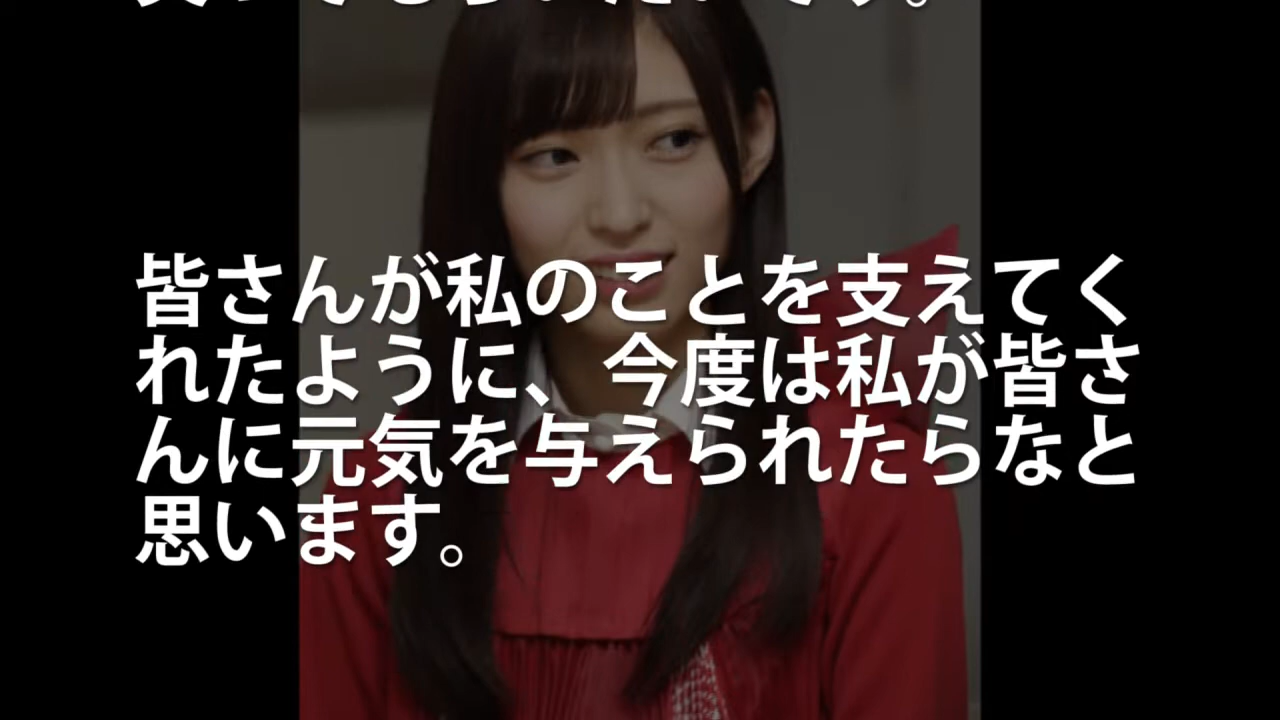 皆さんが私のことを支えてく
れたように、今度は私が皆さ
んに元気を与えられたらなと
思います。